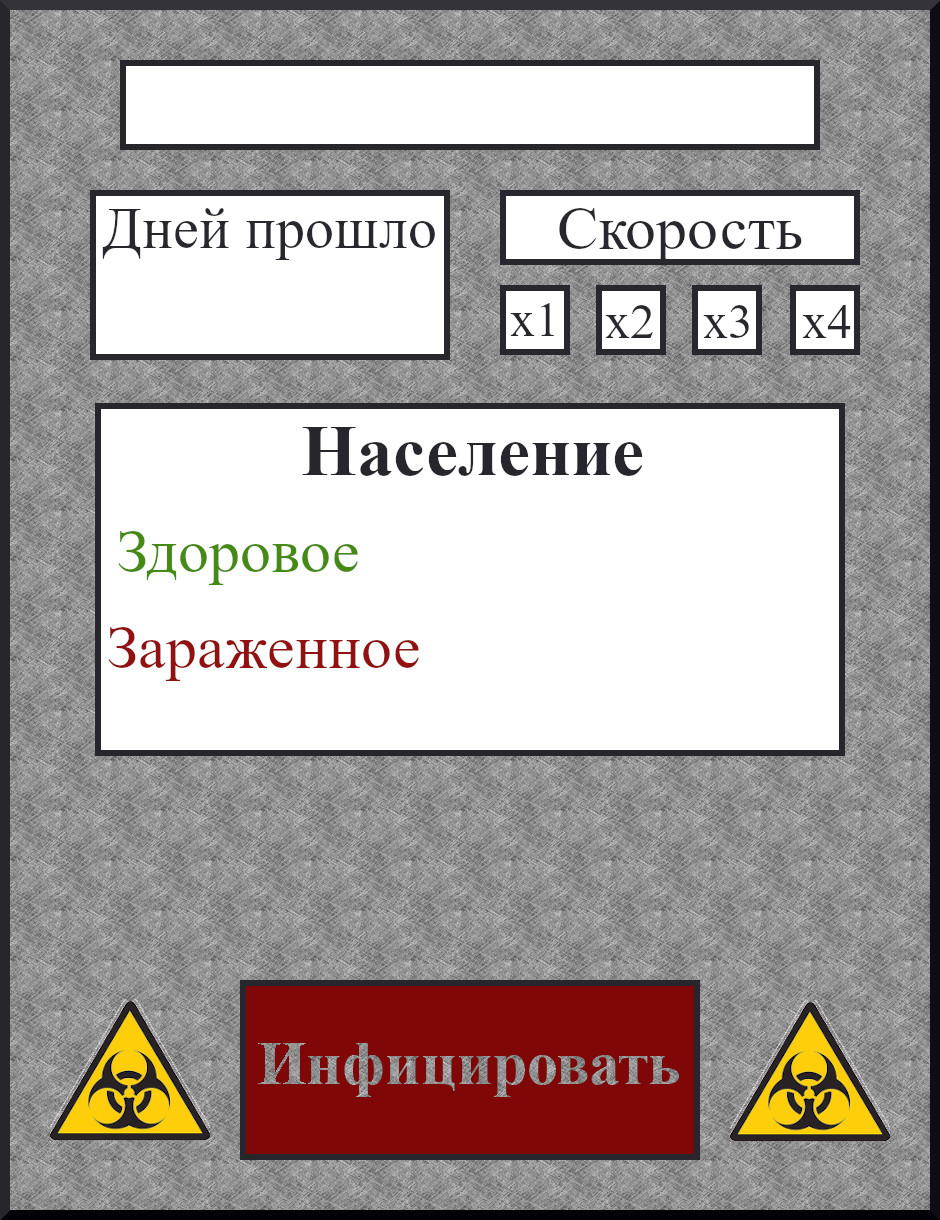 Дней прошло
Скорость
x1 x2 x3 x4
Население
Здоровое
Зараженное
Инфицировать